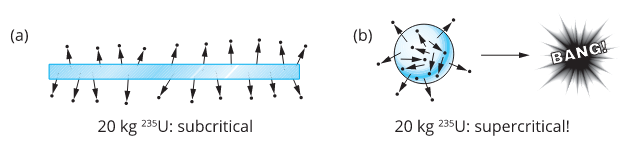 (a)
20 kg ²³⁵U: subcritical
(b)
BANG!
20 kg ²³⁵U: supercritical!